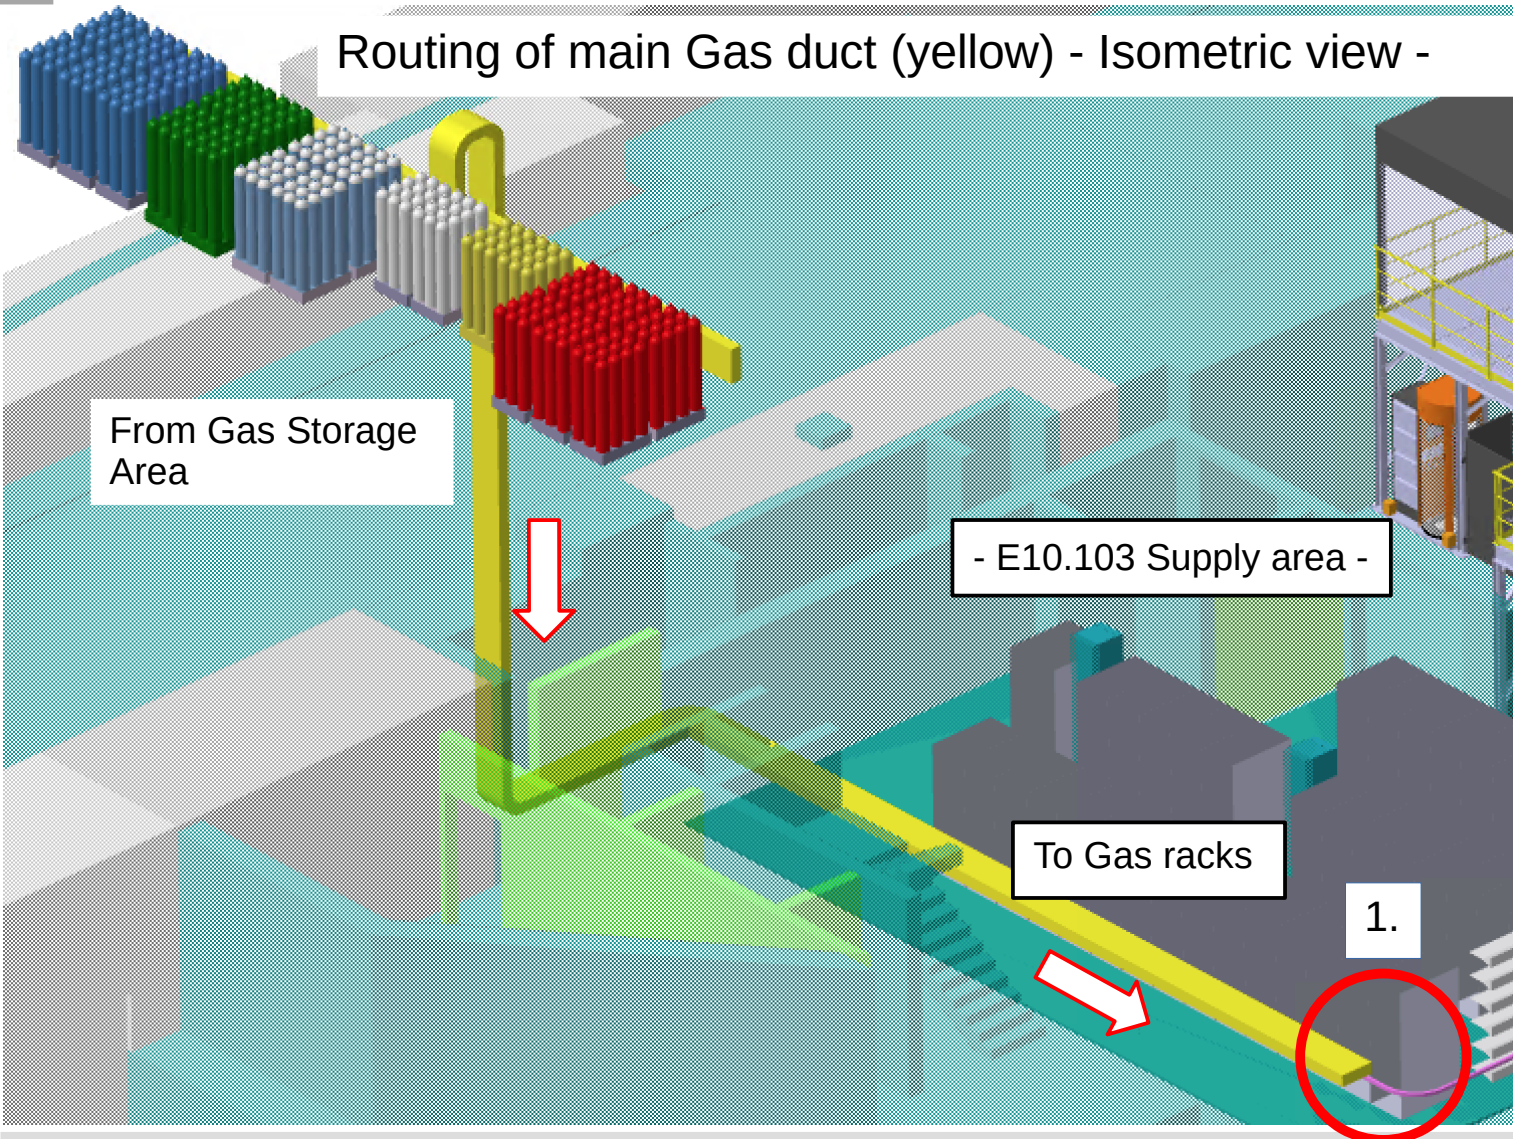 Routing of main Gas duct (yellow) - Isometric view -
From Gas Storage
Area
- E10.103 Supply area -
To Gas racks
1.